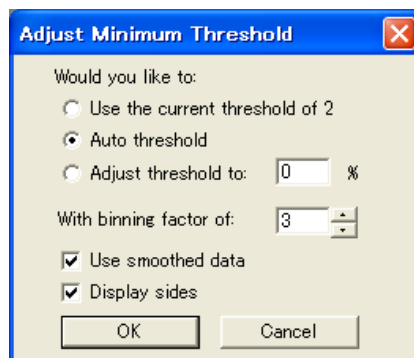 Adjust Minimum Threshold
Would you like to:
Use the current threshold of 2
Auto threshold
Adjust threshold to: 0 %
With binning factor of: 3
Use smoothed data
Display sides
OK Cancel